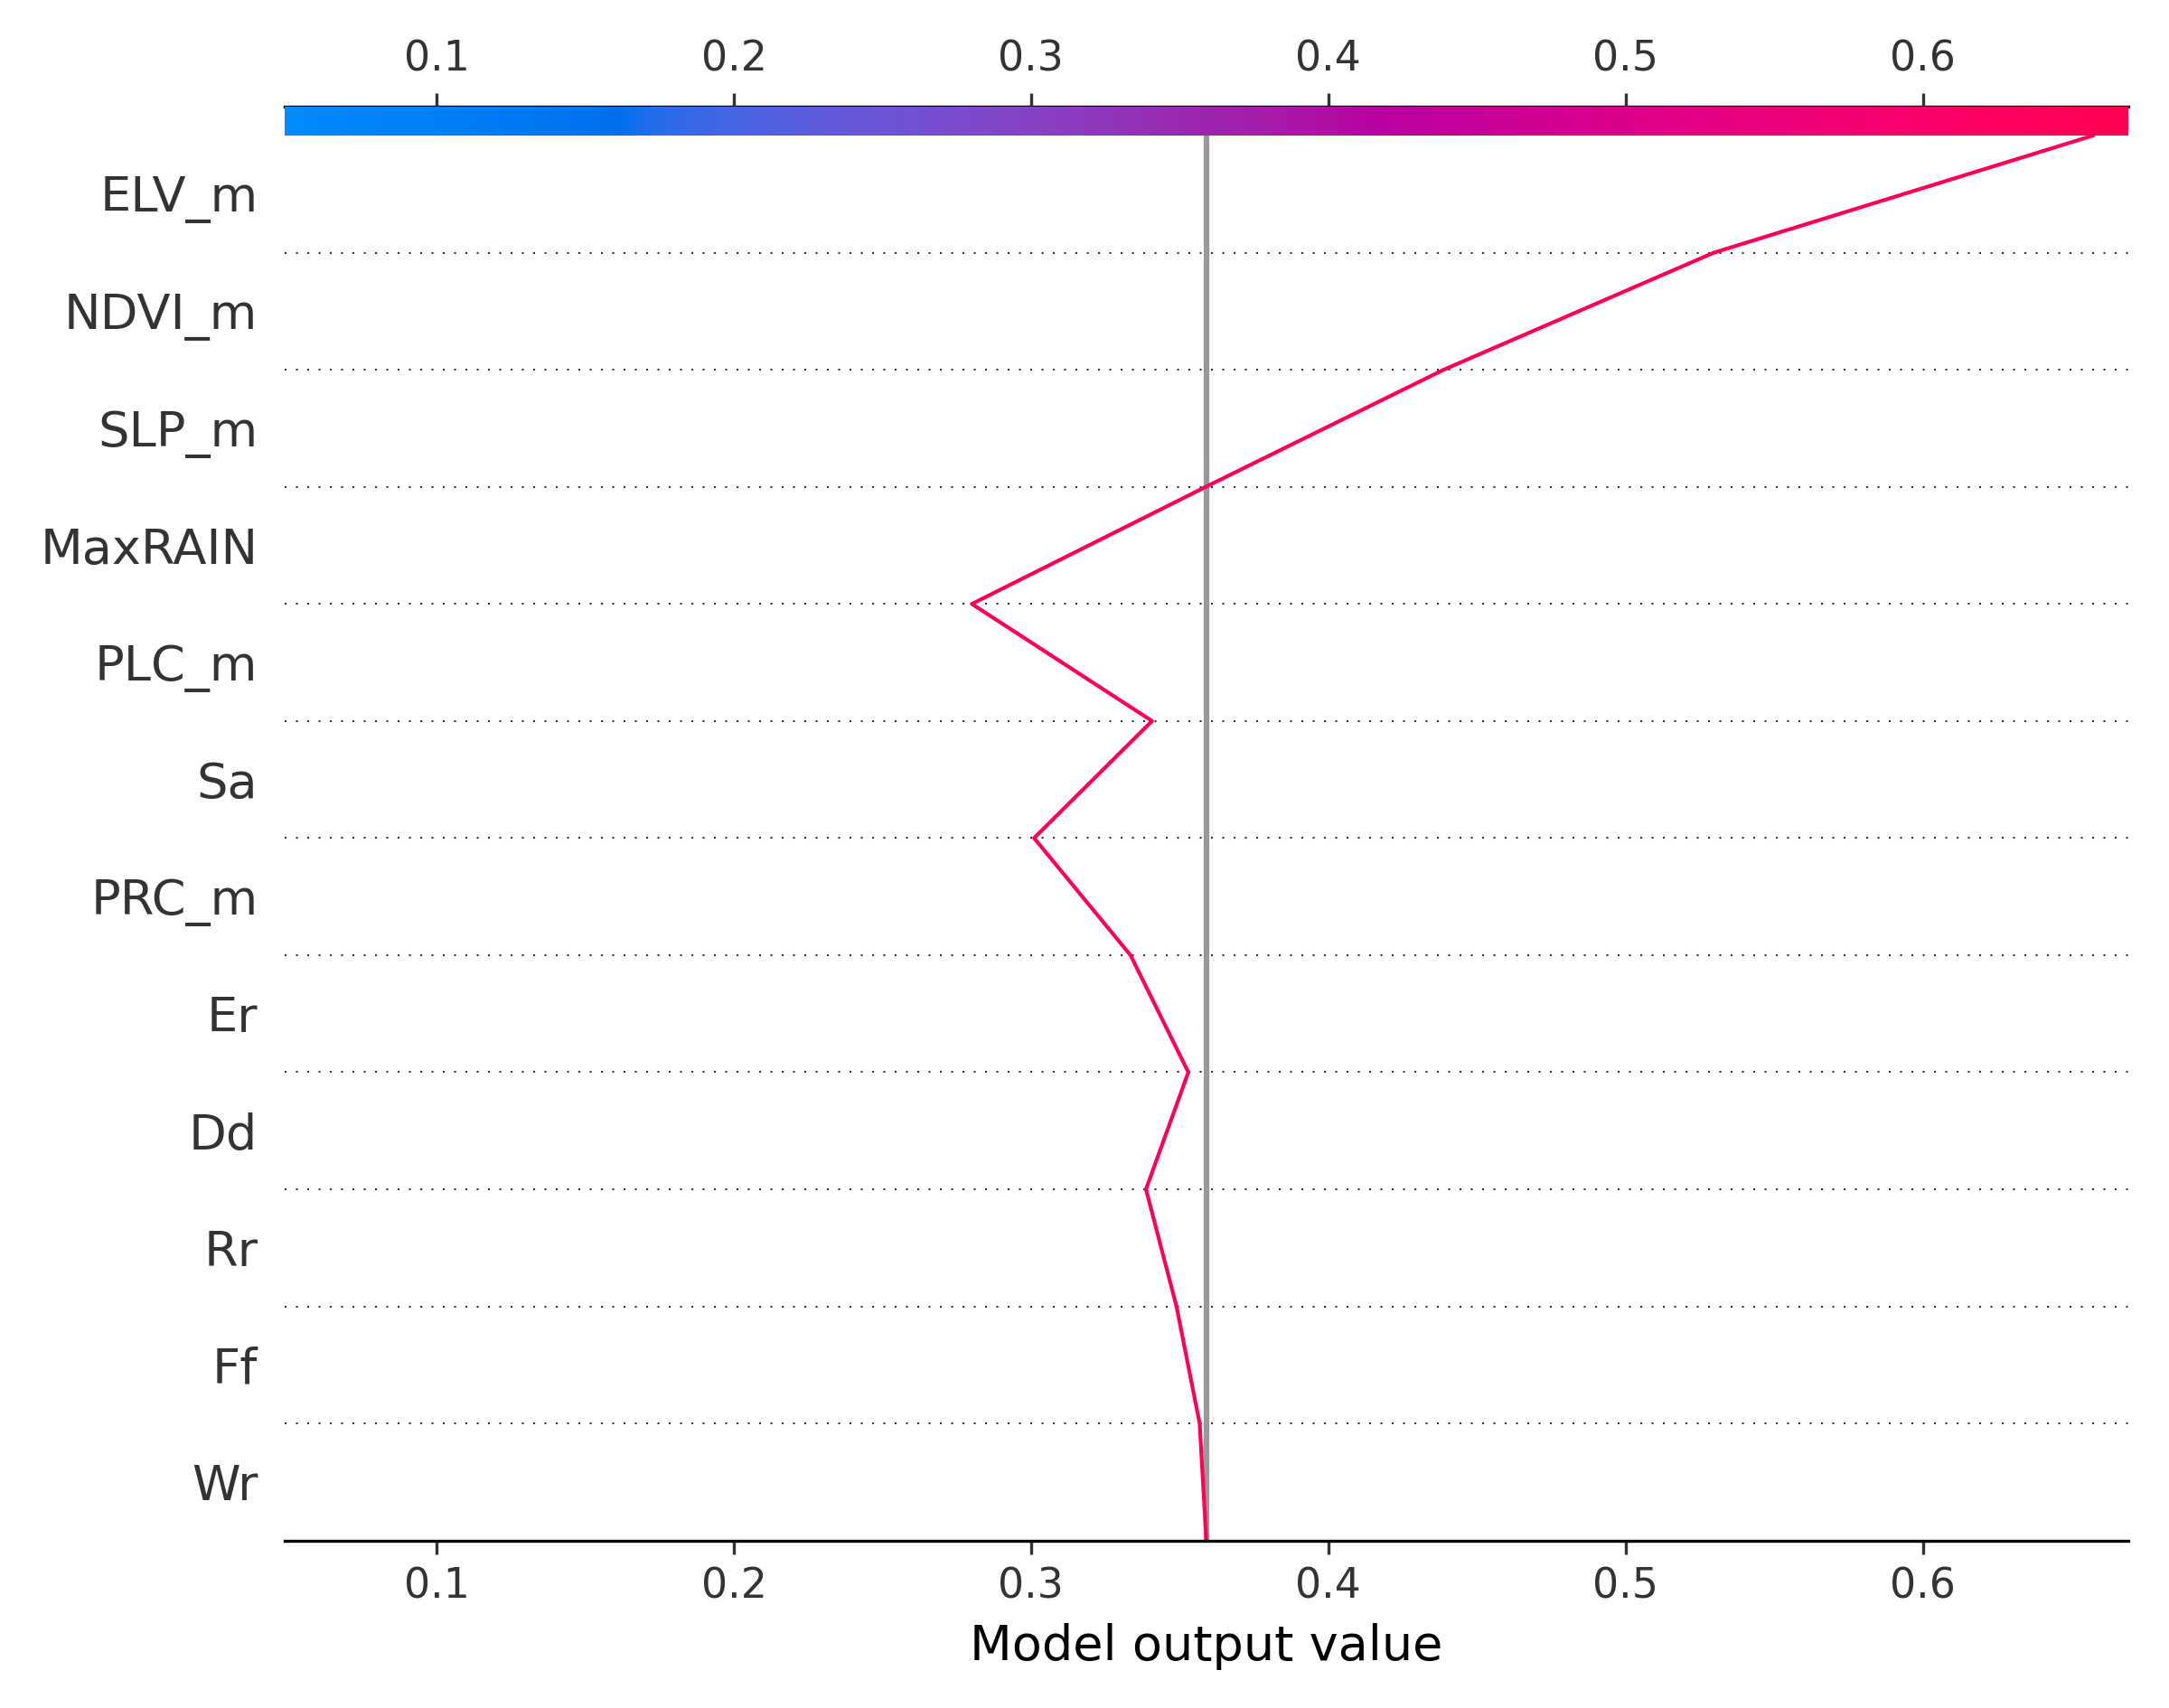 0.1 0.2 0.3 0.4 0.5 0.6
ELV_m
NDVI_m
SLP_m
MaxRAIN
PLC_m
Sa
PRC_m
Er
Dd
Rr
Ff
Wr
0.1 0.2 0.3 0.4 0.5 0.6
Model output value